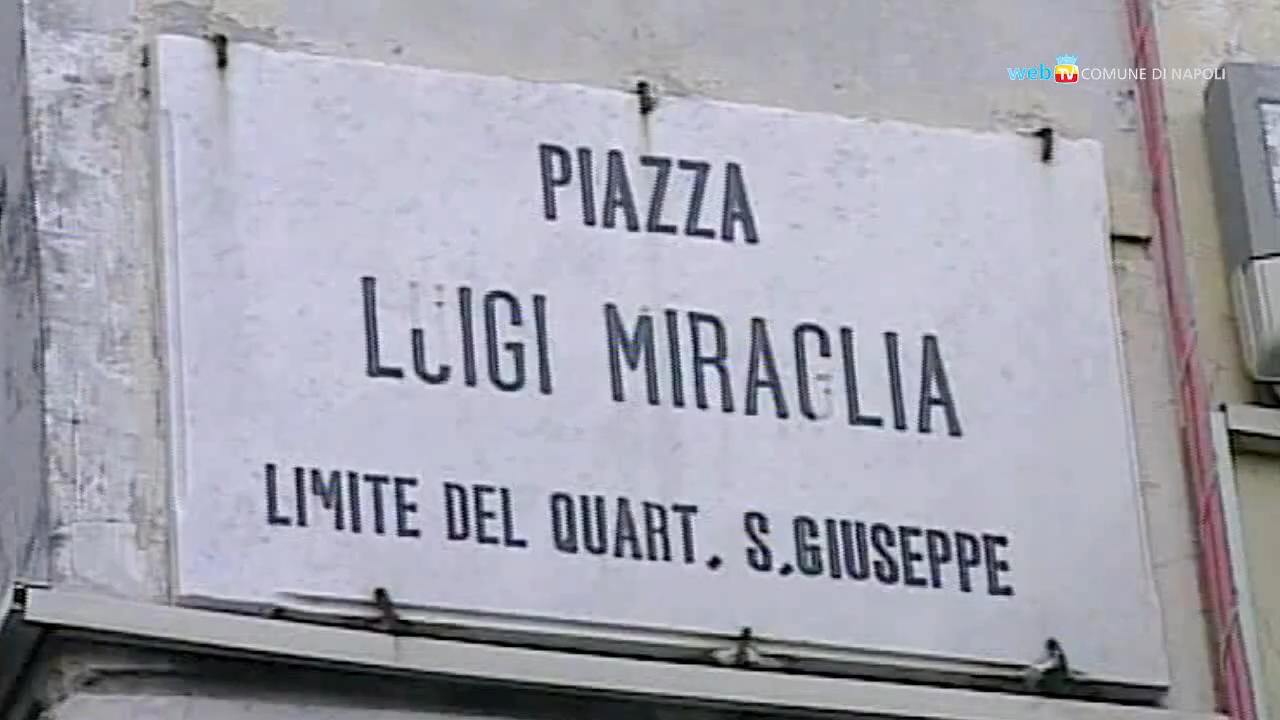 web TV COMUNE DI NAPOLI
PIAZZA
LUIGI MIRAGLIA
LIMITE DEL QUART. S.GIUSEPPE